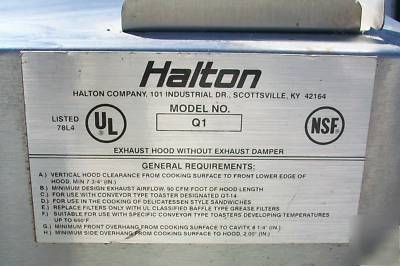 Halton
HALTON COMPANY, 101 INDUSTRIAL DR., SCOTTSVILLE, KY 42164
MODEL NO.
LISTED
78L4
UL
Q1
NSF
EXHAUST HOOD WITHOUT EXHAUST DAMPER
GENERAL REQUIREMENTS:
A.) VERTICAL HOOD CLEARANCE FROM COOKING SURFACE TO FRONT LOWER EDGE OF
HOOD, MIN 7 3/4" (IN.)
B.) MINIMUM DESIGN EXHAUST AIRFLOW, 90 CFM FOOT OF HOOD LENGTH
C.) FOR USE WITH CONVEYOR TYPE TOASTER DESIGNATED GT-14
D.) FOR USE IN THE COOKING OF DELICATESSEN STYLE SANDWICHES
E.) REPLACE FILTERS ONLY WITH UL CLASSIFIED BAFFLE TYPE GREASE FILTERS
F.) SUITABLE FOR USE WITH SPECIFIC CONVEYOR TYPE TOASTERS DEVELOPING TEMPERATURES
UP TO 650°F
G.) MINIMUM FRONT OVERHANG FROM COOKING SURFACE TO CAVITY, 8 1/4" (IN.)
H.) MINIMUM SIDE OVERHANG FROM COOKING SURFACE TO HOOD, 2.00" (IN.)